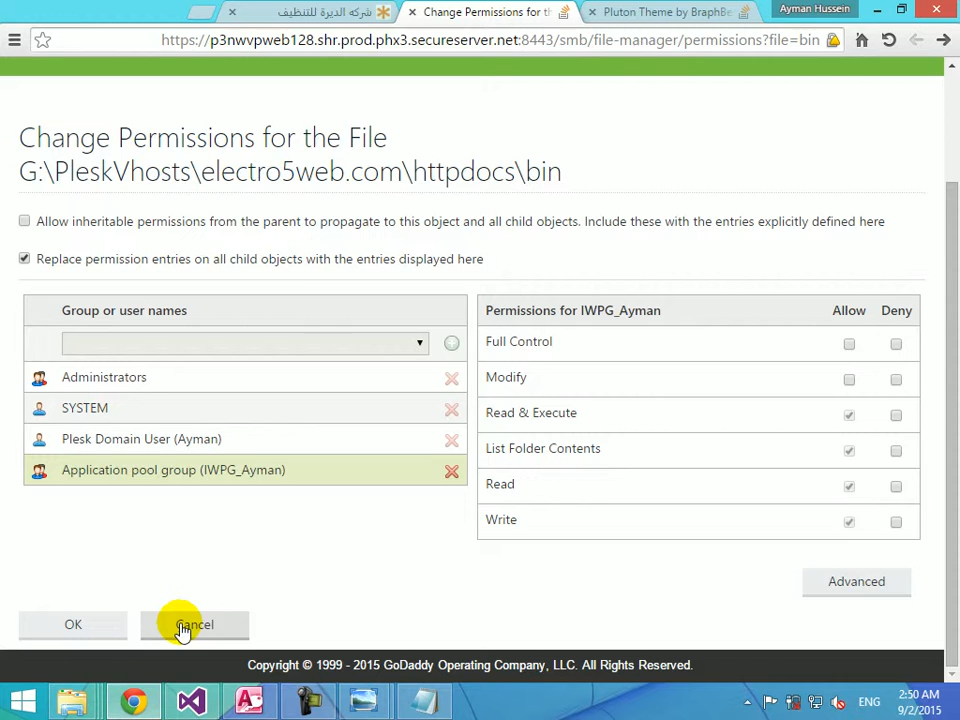 شركه الديرة للتنظيف
Change Permissions for th
Pluton Theme by BraphBe
Ayman Hussein
https://p3nwvpweb128.shr.prod.phx3.secureserver.net:8443/smb/file-manager/permissions?file=bin
Change Permissions for the File
G:\PleskVhosts\electro5web.com\httpdocs\bin
Allow inheritable permissions from the parent to propagate to this object and all child objects. Include these with the entries explicitly defined here
Replace permission entries on all child objects with the entries displayed here
Group or user names
Administrators
SYSTEM
Plesk Domain User (Ayman)
Application pool group (IWPG_Ayman)
Permissions for IWPG_Ayman Allow Deny
Full Control
Modify
Read & Execute
List Folder Contents
Read
Write
Advanced
OK
Cancel
Copyright © 1999 - 2015 GoDaddy Operating Company, LLC. All Rights Reserved.
ENG
2:50 AM
9/2/2015